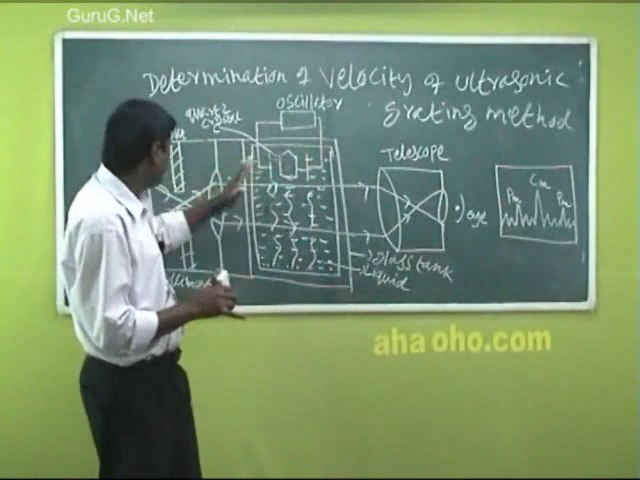 GuruG.Net
Determination of Velocity of Ultrasonic
Grating method
Oscillator
Quartz
Crystal
Telescope
eye
Glass tank
Liquid
aha oho.com